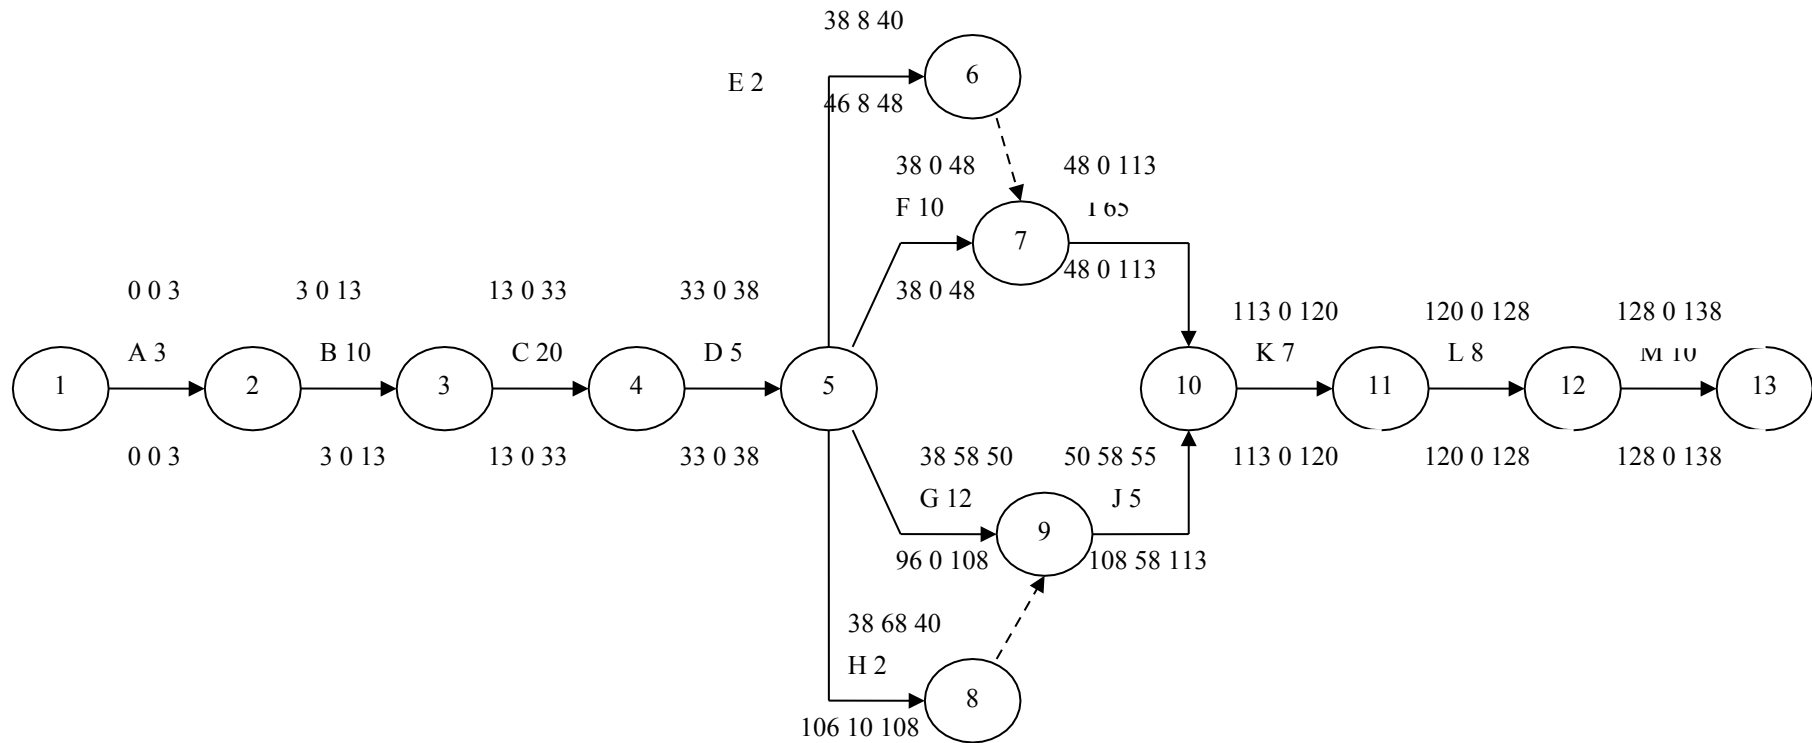 38 8 40
6
E 2
46 8 48
38 0 48
48 0 113
F 10
I 65
7
38 0 48
48 0 113
0 0 3
3 0 13
13 0 33
33 0 38
113 0 120
120 0 128
128 0 138
A 3
B 10
C 20
D 5
K 7
L 8
M 10
1
2
3
4
5
10
11
12
13
0 0 3
3 0 13
13 0 33
33 0 38
38 58 50
50 58 55
113 0 120
120 0 128
128 0 138
G 12
J 5
9
96 0 108
108 58 113
38 68 40
H 2
8
106 10 108